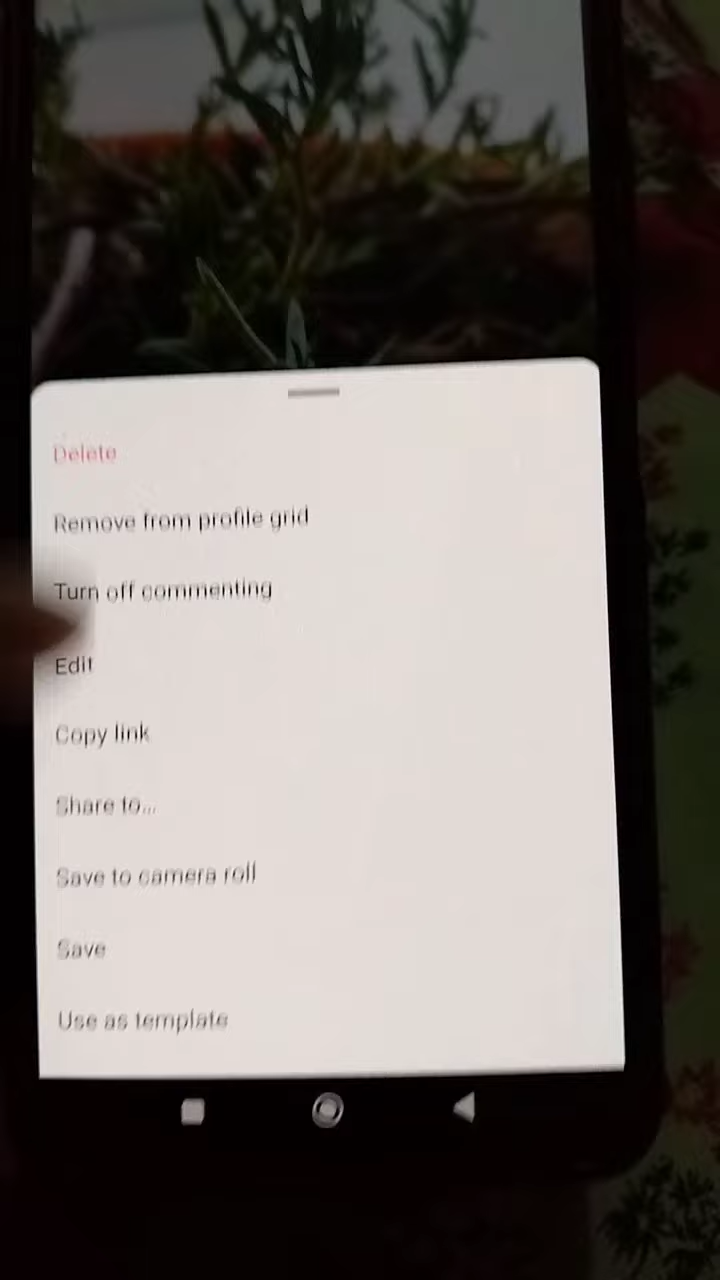 Delete
Remove from profile grid
Turn off commenting
Edit
Copy link
Share to...
Save to camera roll
Save
Use as template